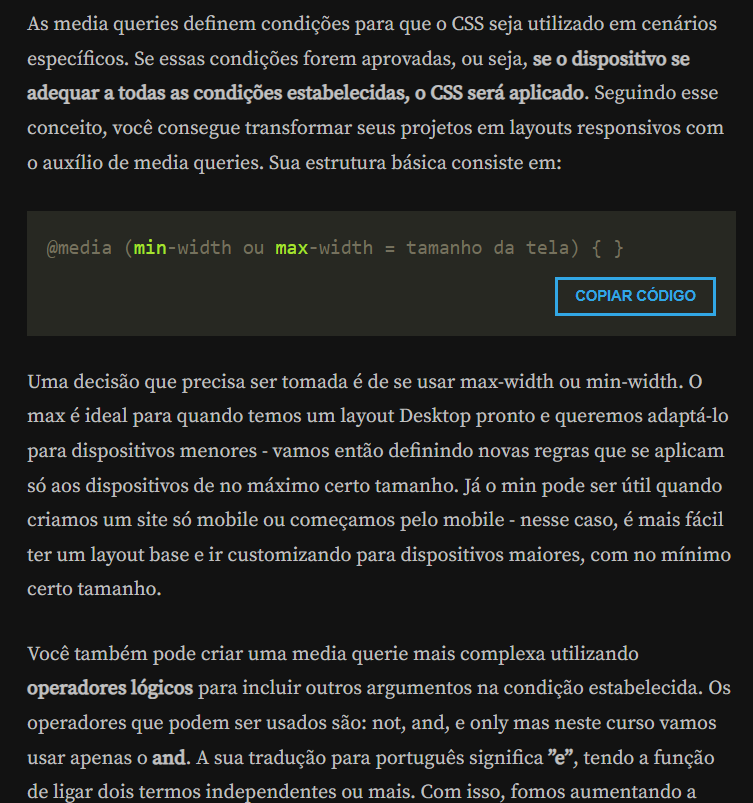 As media queries definem condições para que o CSS seja utilizado em cenários
específicos. Se essas condições forem aprovadas, ou seja, se o dispositivo se
adequar a todas as condições estabelecidas, o CSS será aplicado. Seguindo esse
conceito, você consegue transformar seus projetos em layouts responsivos com
o auxílio de media queries. Sua estrutura básica consiste em:
@media (min-width ou max-width = tamanho da tela) { }
COPIAR CÓDIGO
Uma decisão que precisa ser tomada é de se usar max-width ou min-width. O
max é ideal para quando temos um layout Desktop pronto e queremos adaptá-lo
para dispositivos menores - vamos então definindo novas regras que se aplicam
só aos dispositivos de no máximo certo tamanho. Já o min pode ser útil quando
criamos um site só mobile ou começamos pelo mobile - nesse caso, é mais fácil
ter um layout base e ir customizando para dispositivos maiores, com no mínimo
certo tamanho.
Você também pode criar uma media querie mais complexa utilizando
operadores lógicos para incluir outros argumentos na condição estabelecida. Os
operadores que podem ser usados são: not, and, e only mas neste curso vamos
usar apenas o and. A sua tradução para português significa ”e”, tendo a função
de ligar dois termos independentes ou mais. Com isso, fomos aumentando a